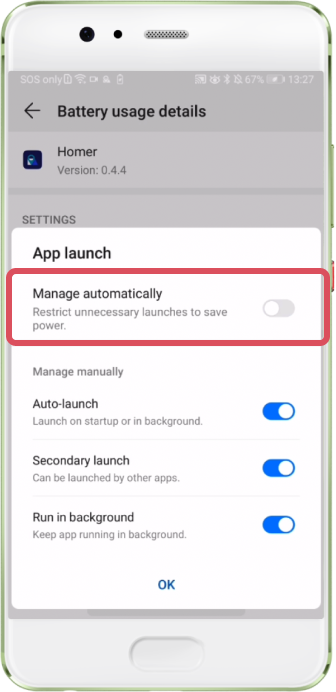 SOS only 67% 13:27
Battery usage details
Homer
Version: 0.4.4
SETTINGS
App launch
Manage automatically
Restrict unnecessary launches to save
power.
Manage manually
Auto-launch
Launch on startup or in background.
Secondary launch
Can be launched by other apps.
Run in background
Keep app running in background.
OK